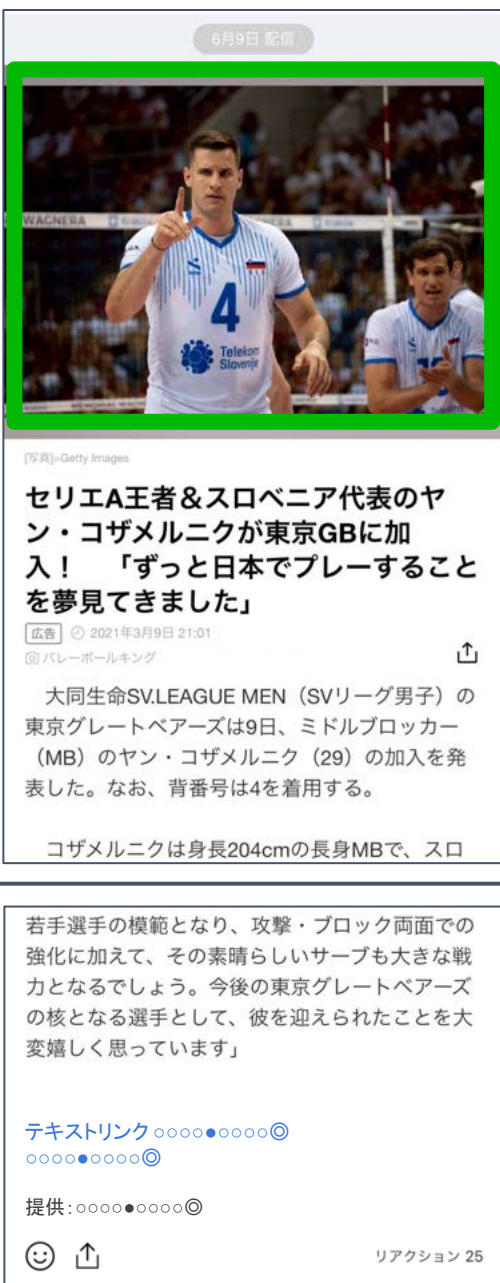 6月9日 配信
WAGNERA
4
Telekom
Slovenije
[写真]=Getty Images
セリエA王者＆スロベニア代表のヤ
ン・コザメルニクが東京GBに加
入！　「ずっと日本でプレーすること
を夢見てきました」
広告 2021年3月9日 21:01
バレーボールキング
　大同生命SV.LEAGUE MEN（SVリーグ男子）の
東京グレートベアーズは9日、ミドルブロッカー
（MB）のヤン・コザメルニク（29）の加入を発
表した。なお、背番号は4を着用する。
　コザメルニクは身長204cmの長身MBで、スロ
若手選手の模範となり、攻撃・ブロック両面での
強化に加えて、その素晴らしいサーブも大きな戦
力となるでしょう。今後の東京グレートベアーズ
の核となる選手として、彼を迎えられたことを大
変嬉しく思っています」
テキストリンク ○○○○●○○○○◎
○○○○●○○○○◎
提供：○○○○●○○○○◎
リアクション 25